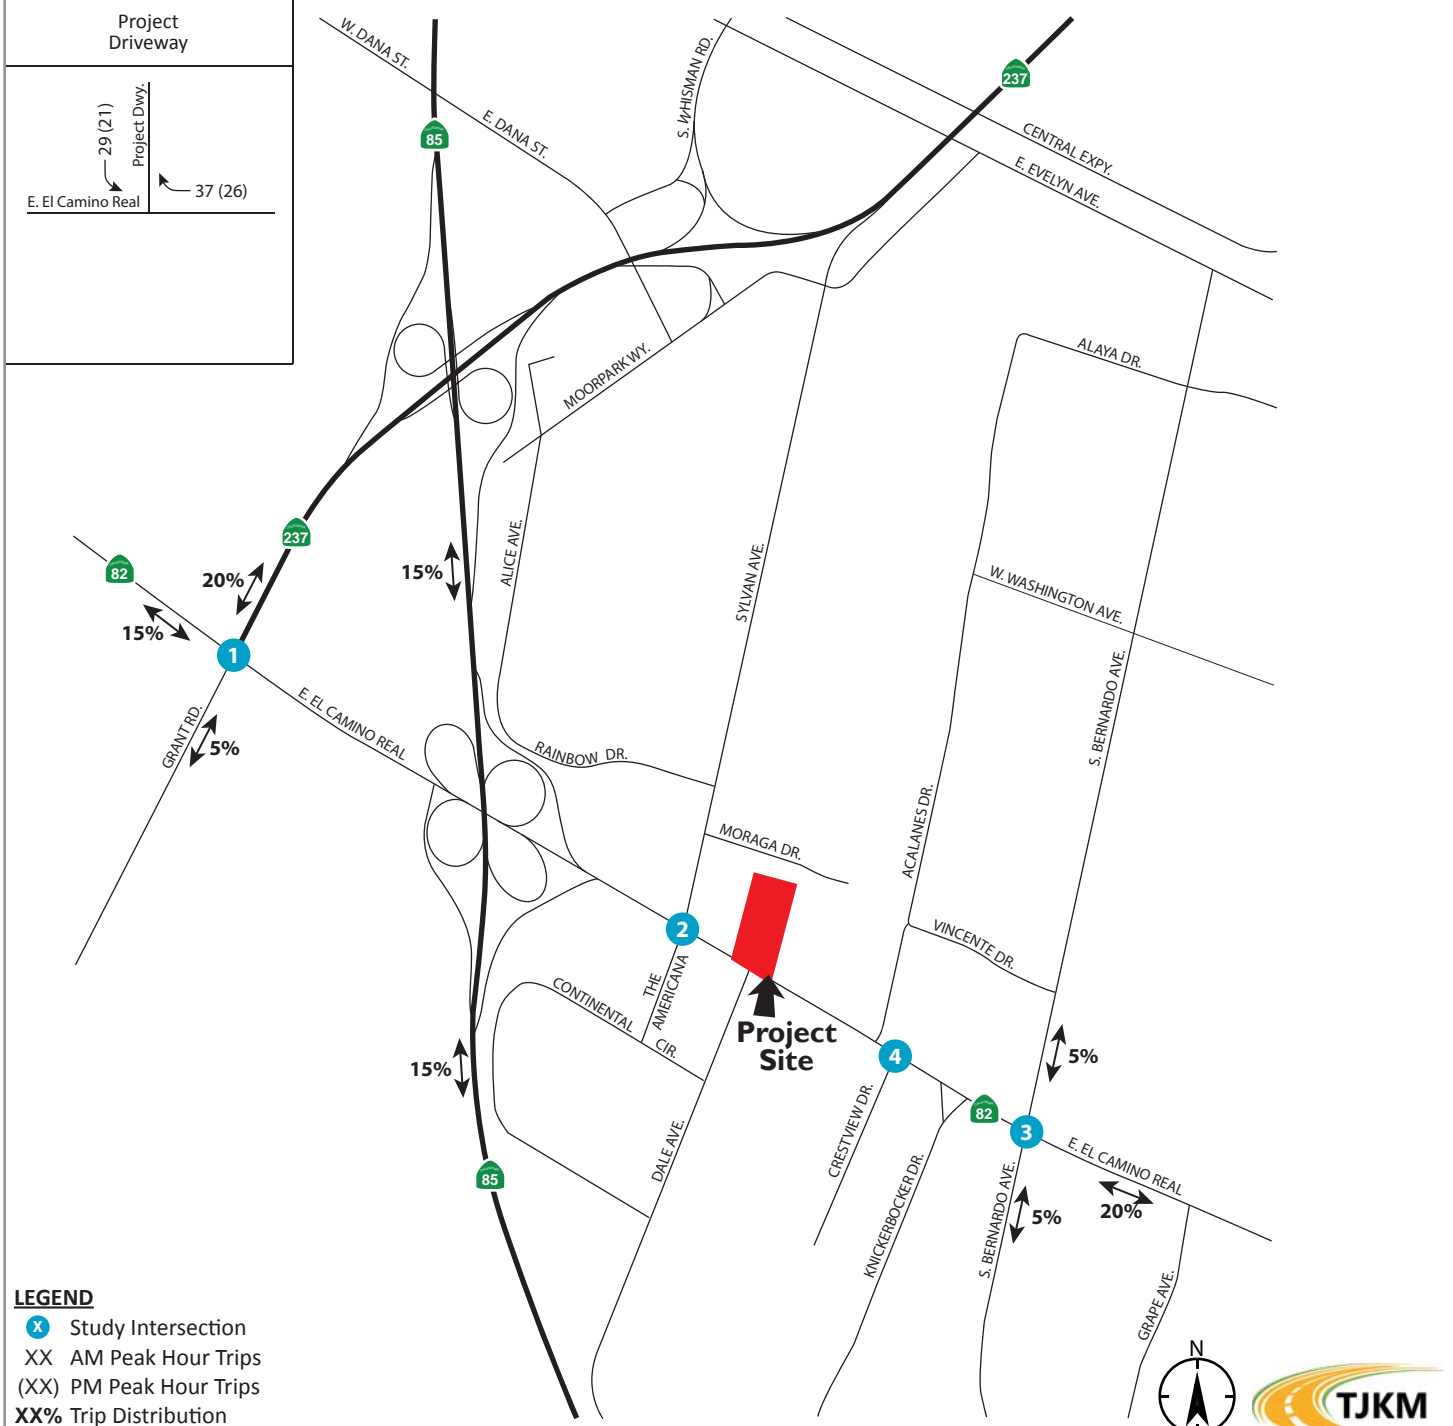 Project
Driveway
29 (21)
Project Dwy.
37 (26)
E. El Camino Real
W. DANA ST.
E. DANA ST.
S. WHISMAN RD.
237
CENTRAL EXPY.
E. EVELYN AVE.
85
ALAYA DR.
MOORPARK WY.
237
82
20%
15%
15%
1
ALICE AVE.
SYLVAN AVE.
W. WASHINGTON AVE.
S. BERNARDO AVE.
GRANT RD.
5%
E. EL CAMINO REAL
RAINBOW DR.
MORAGA DR.
ACALANES DR.
2
VINCENTE DR.
THE
AMERICANA
CONTINENTAL
CIR.
Project
Site
4
15%
5%
82
3
CRESTVIEW DR.
DALE AVE.
KNICKERBOCKER DR.
S. BERNARDO AVE.
E. EL CAMINO REAL
5%
20%
85
GRAPE AVE.
LEGEND
X Study Intersection
XX AM Peak Hour Trips
(XX) PM Peak Hour Trips
XX% Trip Distribution
N
TJKM